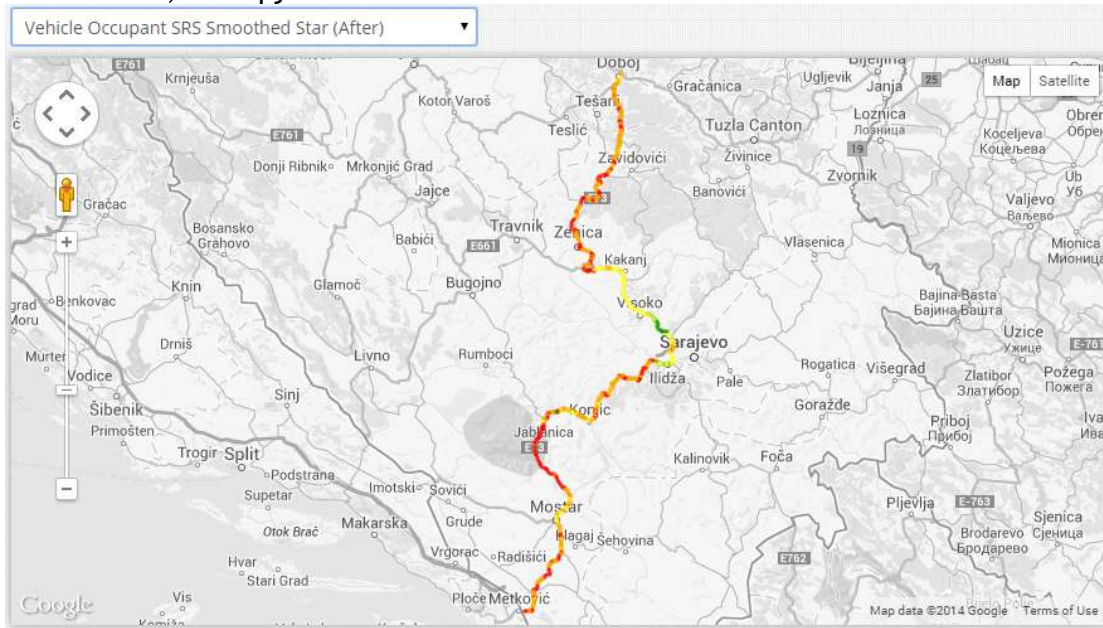 Vehicle Occupant SRS Smoothed Star (After)
Map
Satellite
E761
Krnjeuša
Doboj
Gračanica
Ugljevik
Janja
25
Kotor Varoš
Tešanj
Teslić
Tuzla Canton
Loznica
Лозница
Koceljeva
Коцељева
E761
19
Donji Ribnik
Mrkonjić Grad
Zavidovići
Živinice
Zvornik
Ub
Уб
Jajce
Banovići
Valjevo
Ваљево
Gračac
Bosansko
Grahovo
Travnik
Zenica
Babići
E661
Vlasenica
Mionica
Мионица
Kakanj
Knin
Glamoč
Bugojno
Visoko
Benkovac
Bajina Basta
Бајина Башта
Drniš
Sarajevo
Uzice
Ужице
E-761
Murter
Vodice
Livno
Rumboci
Ilidža
Pale
Rogatica
Višegrad
Zlatibor
Златибор
Požega
Пожега
Šibenik
Sinj
Konjic
Goražde
Priboj
Прибој
Primošten
Jablanica
Trogir
Split
Kalinovik
Foča
Podstrana
Imotski
Sovići
Supetar
Pljevlja
E-763
Mostar
Sjenica
Сјеница
Otok Brač
Makarska
Grude
Blagaj
Šehovina
Brodarevo
Бродарево
Hvar
Vrgorac
Radišići
E762
Stari Grad
Vis
Ploče
Metković
Google
Map data ©2014 Google
Terms of Use